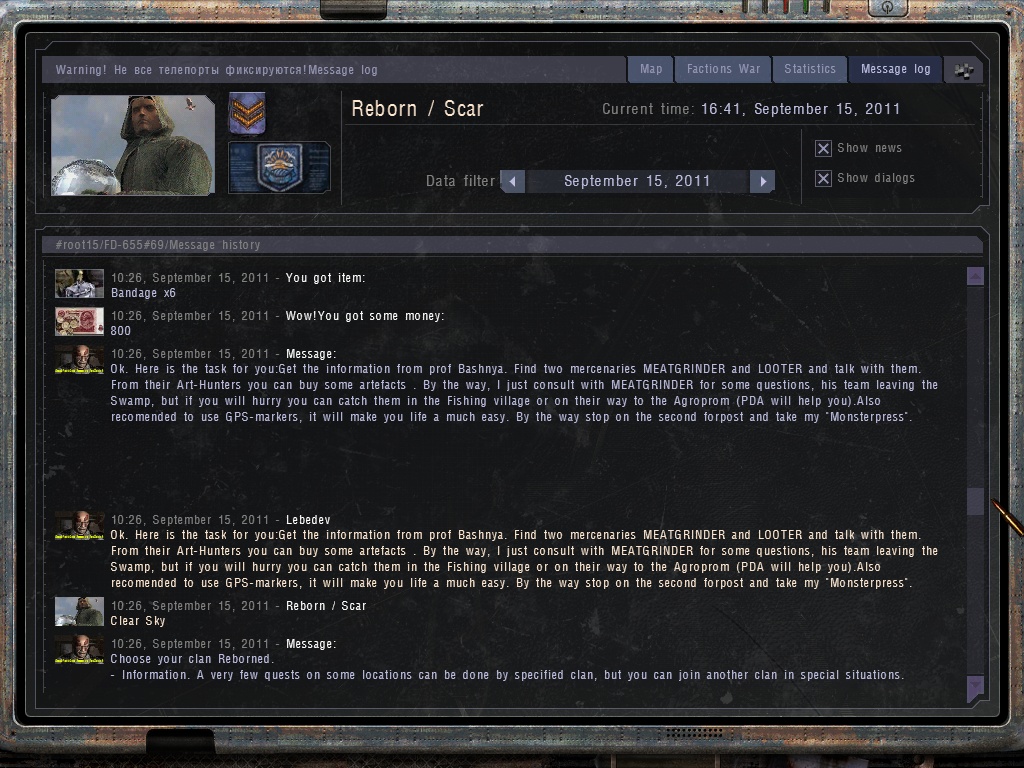 Warning! Не все телепорты фиксируются!Message log
Map
Factions War
Statistics
Message log
Reborn / Scar
Current time: 16:41, September 15, 2011
Show news
Data filter
September 15, 2011
Show dialogs
#root15/FD-655#69/Message history
10:26, September 15, 2011 - You got item:
Bandage x6
10:26, September 15, 2011 - Wow!You got some money:
800
10:26, September 15, 2011 - Message:
Ok. Here is the task for you:Get the information from prof Bashnya. Find two mercenaries MEATGRINDER and LOOTER and talk with them.
From their Art-Hunters you can buy some artefacts . By the way, I just consult with MEATGRINDER for some questions, his team leaving the
Swamp, but if you will hurry you can catch them in the Fishing village or on their way to the Agroprom (PDA will help you).Also
recomended to use GPS-markers, it will make you life a much easy. By the way stop on the second forpost and take my "Monsterpress".
10:26, September 15, 2011 - Lebedev
Ok. Here is the task for you:Get the information from prof Bashnya. Find two mercenaries MEATGRINDER and LOOTER and talk with them.
From their Art-Hunters you can buy some artefacts . By the way, I just consult with MEATGRINDER for some questions, his team leaving the
Swamp, but if you will hurry you can catch them in the Fishing village or on their way to the Agroprom (PDA will help you).Also
recomended to use GPS-markers, it will make you life a much easy. By the way stop on the second forpost and take my "Monsterpress".
10:26, September 15, 2011 - Reborn / Scar
Clear Sky
10:26, September 15, 2011 - Message:
Choose your clan Reborned.
- Information. A very few quests on some locations can be done by specified clan, but you can join another clan in special situations.